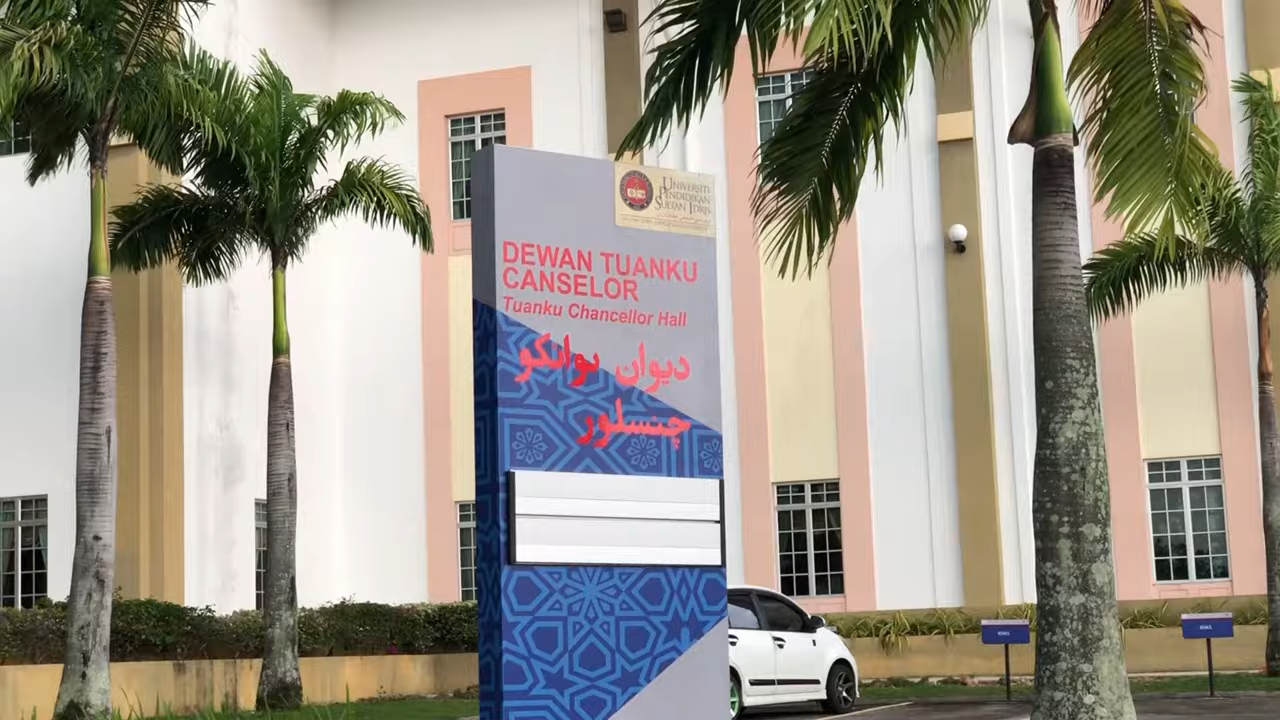 UNIVERSITI
PENDIDIKAN
SULTAN IDRIS
DEWAN TUANKU
CANSELOR
Tuanku Chancellor Hall
ديوان توانكو
چنسلور